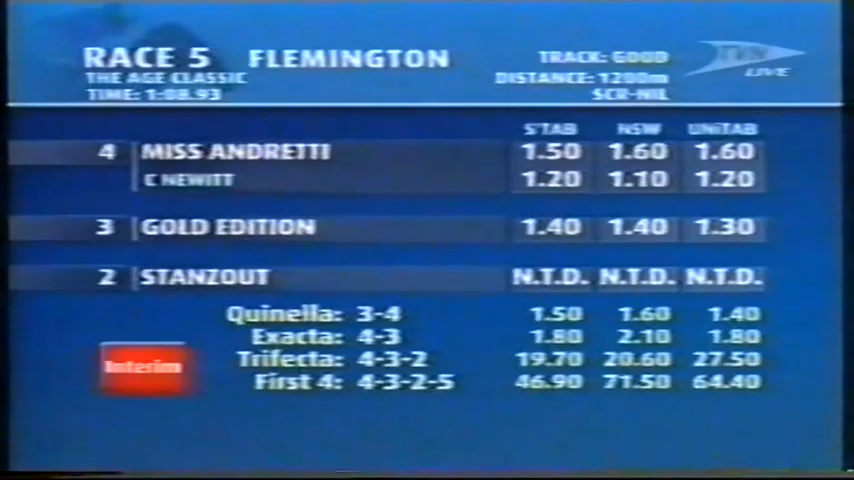 RACE 5 FLEMINGTON TRACK: GOOD TVN
THE AGE CLASSIC DISTANCE: 1200m LIVE
TIME: 1:08.93 SCR-NIL
S'TAB NSW UNiTAB
4 MISS ANDRETTI 1.50 1.60 1.60
C NEWITT 1.20 1.10 1.20
3 GOLD EDITION 1.40 1.40 1.30
2 STANZOUT N.T.D. N.T.D. N.T.D.
Quinella: 3-4 1.50 1.60 1.40
Exacta: 4-3 1.80 2.10 1.80
Interim Trifecta: 4-3-2 19.70 20.60 27.50
First 4: 4-3-2-5 46.90 71.50 64.40